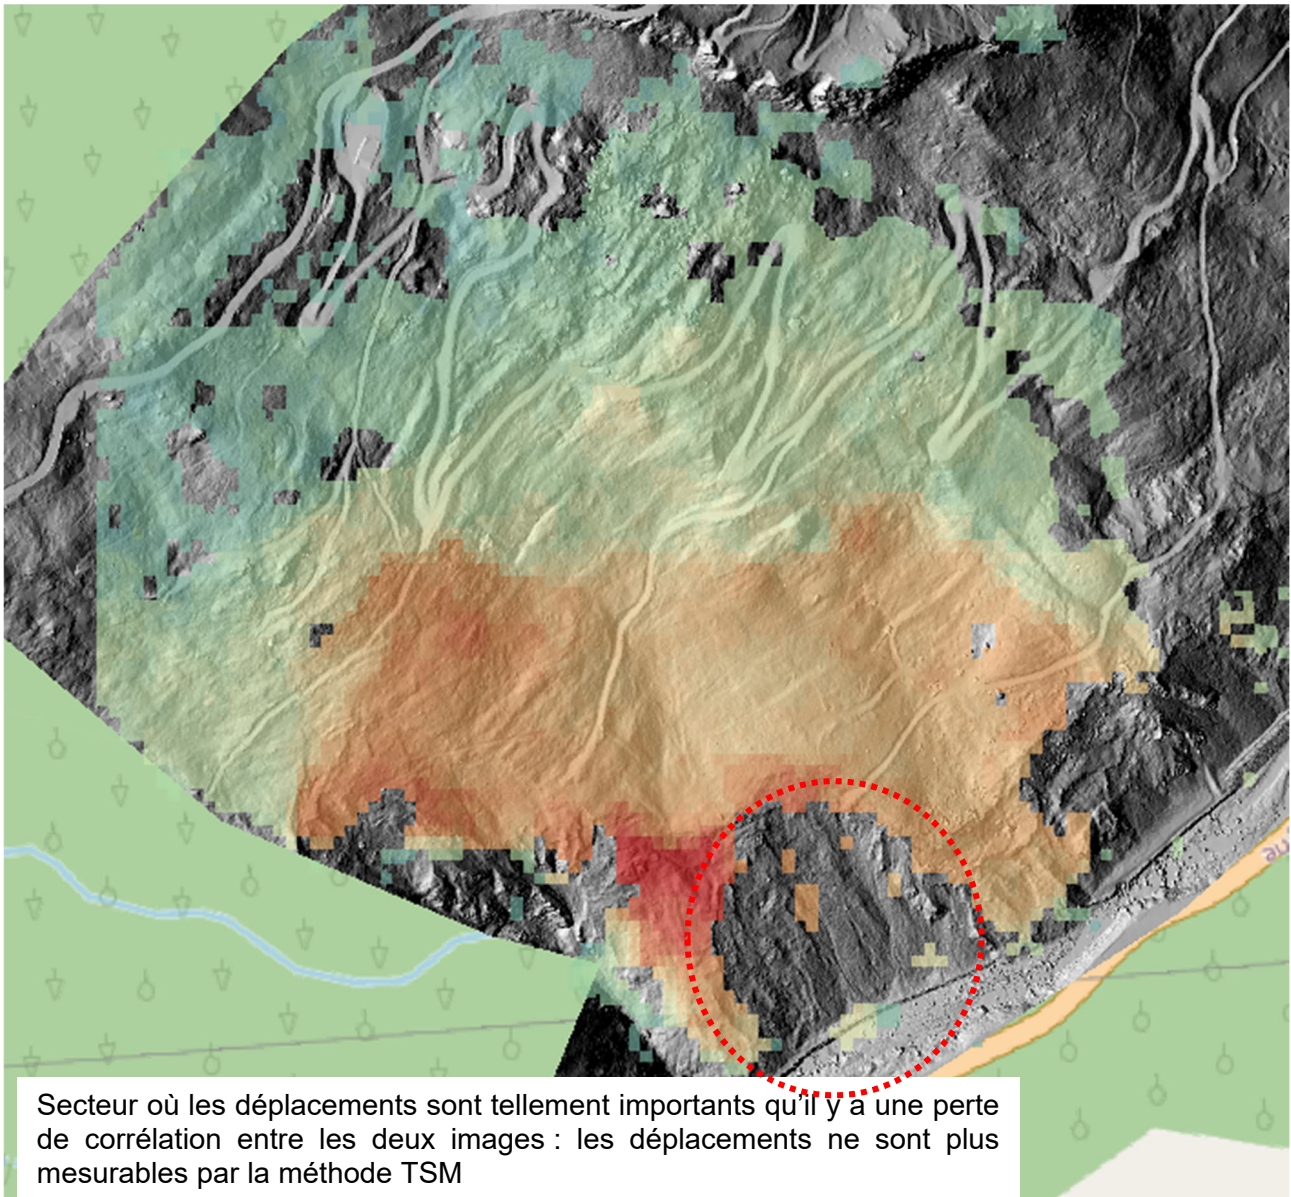 Secteur où les déplacements sont tellement importants qu'il y a une perte
de corrélation entre les deux images : les déplacements ne sont plus
mesurables par la méthode TSM